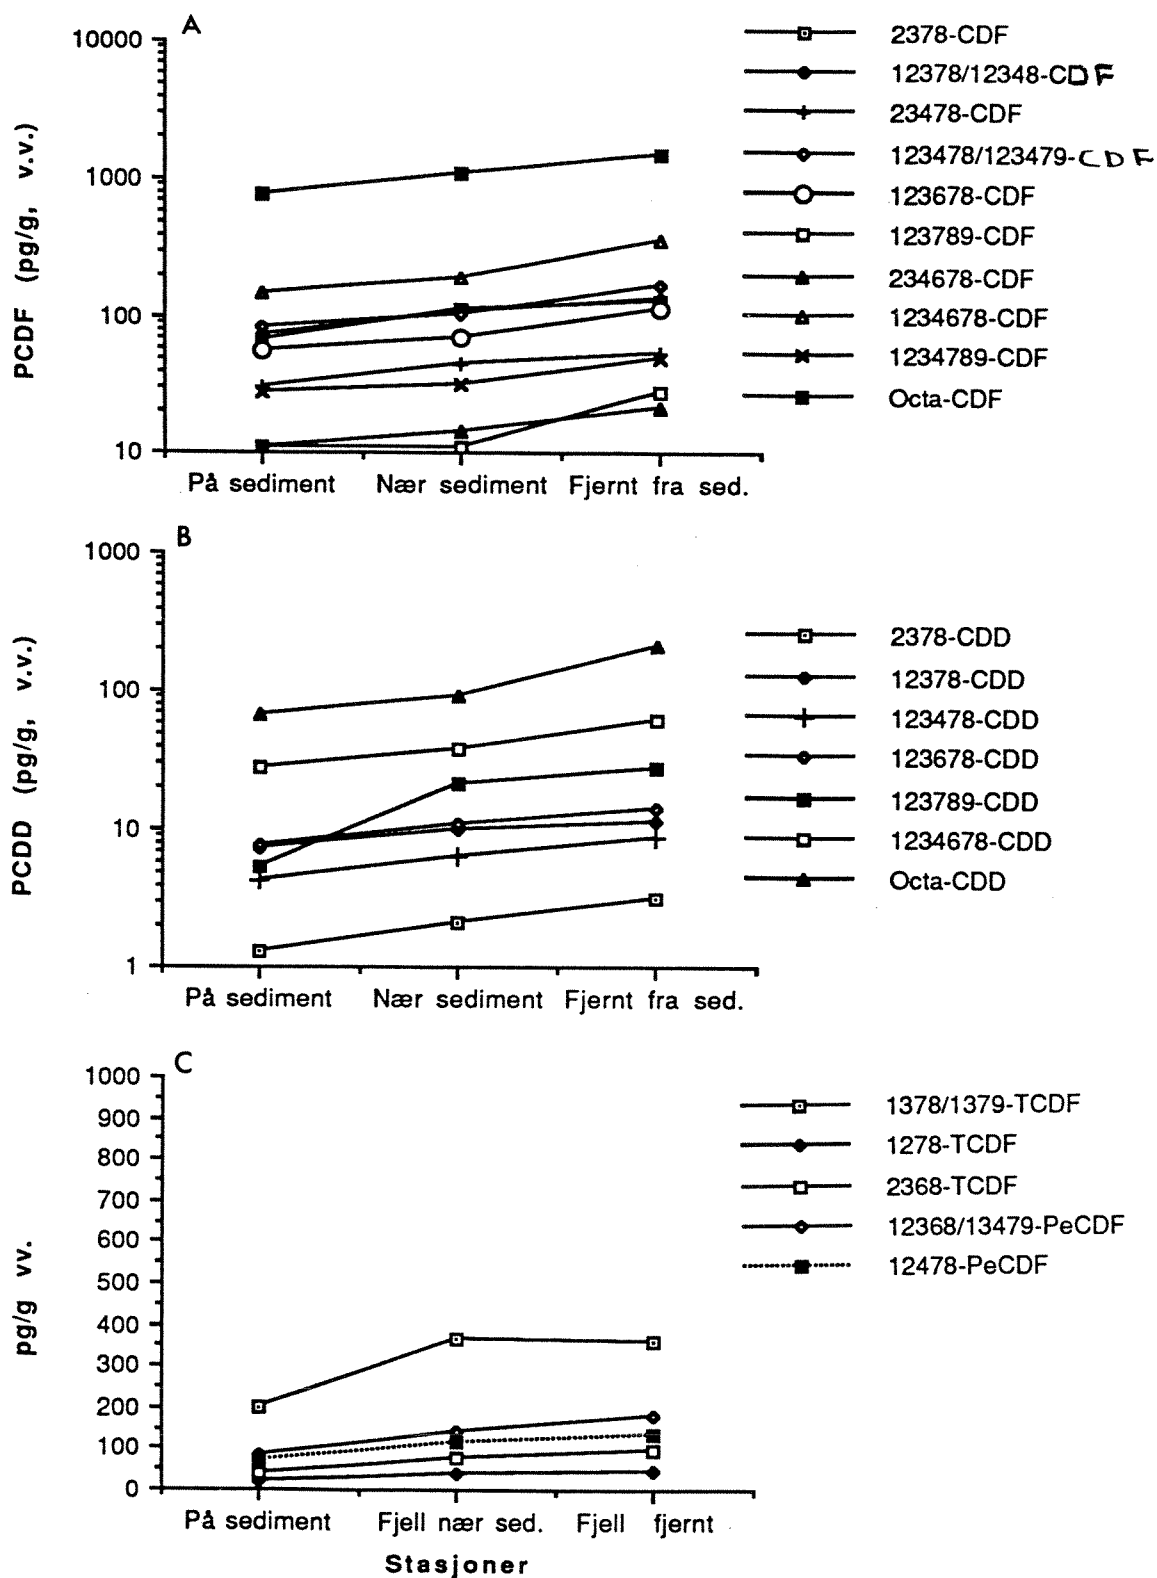 A
PCDF (pg/g, v.v.)
10000
1000
100
10
På sediment Nær sediment Fjernt fra sed.
2378-CDF
12378/12348-CDF
23478-CDF
123478/123479-CDF
123678-CDF
123789-CDF
234678-CDF
1234678-CDF
1234789-CDF
Octa-CDF
B
PCDD (pg/g, v.v.)
1000
100
10
1
På sediment Nær sediment Fjernt fra sed.
2378-CDD
12378-CDD
123478-CDD
123678-CDD
123789-CDD
1234678-CDD
Octa-CDD
C
pg/g vv.
1000
900
800
700
600
500
400
300
200
100
0
På sediment Fjell nær sed. Fjell fjernt
Stasjoner
1378/1379-TCDF
1278-TCDF
2368-TCDF
12368/13479-PeCDF
12478-PeCDF